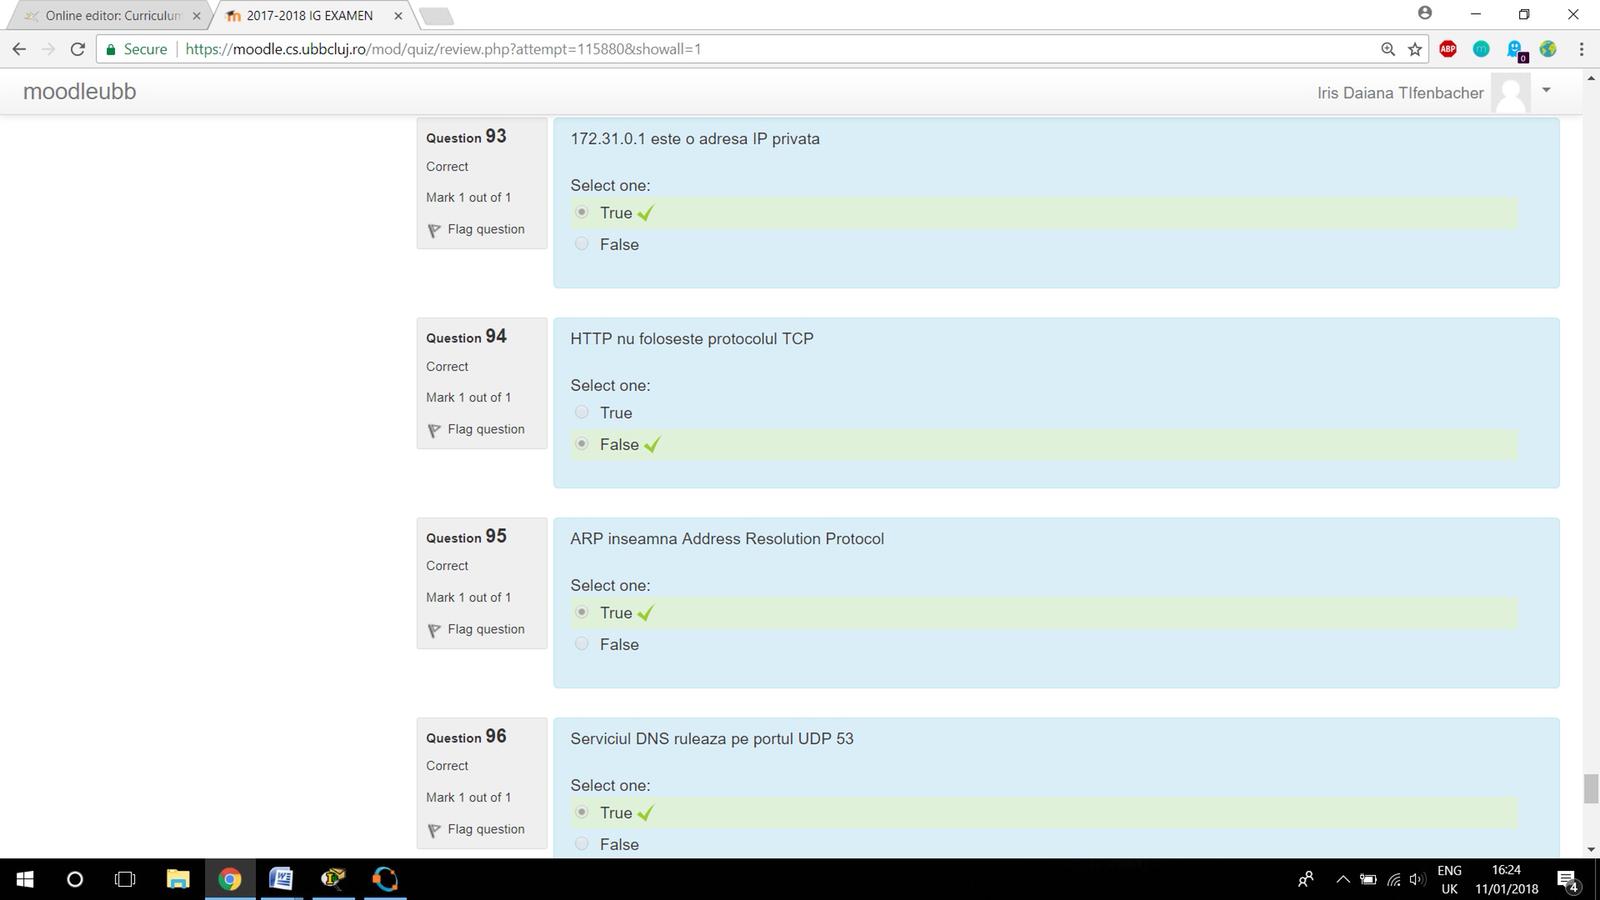 Online editor: Curriculum
2017-2018 IG EXAMEN
Secure
https://moodle.cs.ubbcluj.ro/mod/quiz/review.php?attempt=115880&showall=1
ABP
m
0
moodleubb
Iris Daiana TIfenbacher
Question 93
Correct
Mark 1 out of 1
Flag question
172.31.0.1 este o adresa IP privata
Select one:
True
False
Question 94
Correct
Mark 1 out of 1
Flag question
HTTP nu foloseste protocolul TCP
Select one:
True
False
Question 95
Correct
Mark 1 out of 1
Flag question
ARP inseamna Address Resolution Protocol
Select one:
True
False
Question 96
Correct
Mark 1 out of 1
Flag question
Serviciul DNS ruleaza pe portul UDP 53
Select one:
True
False
ENG
UK
16:24
11/01/2018
4